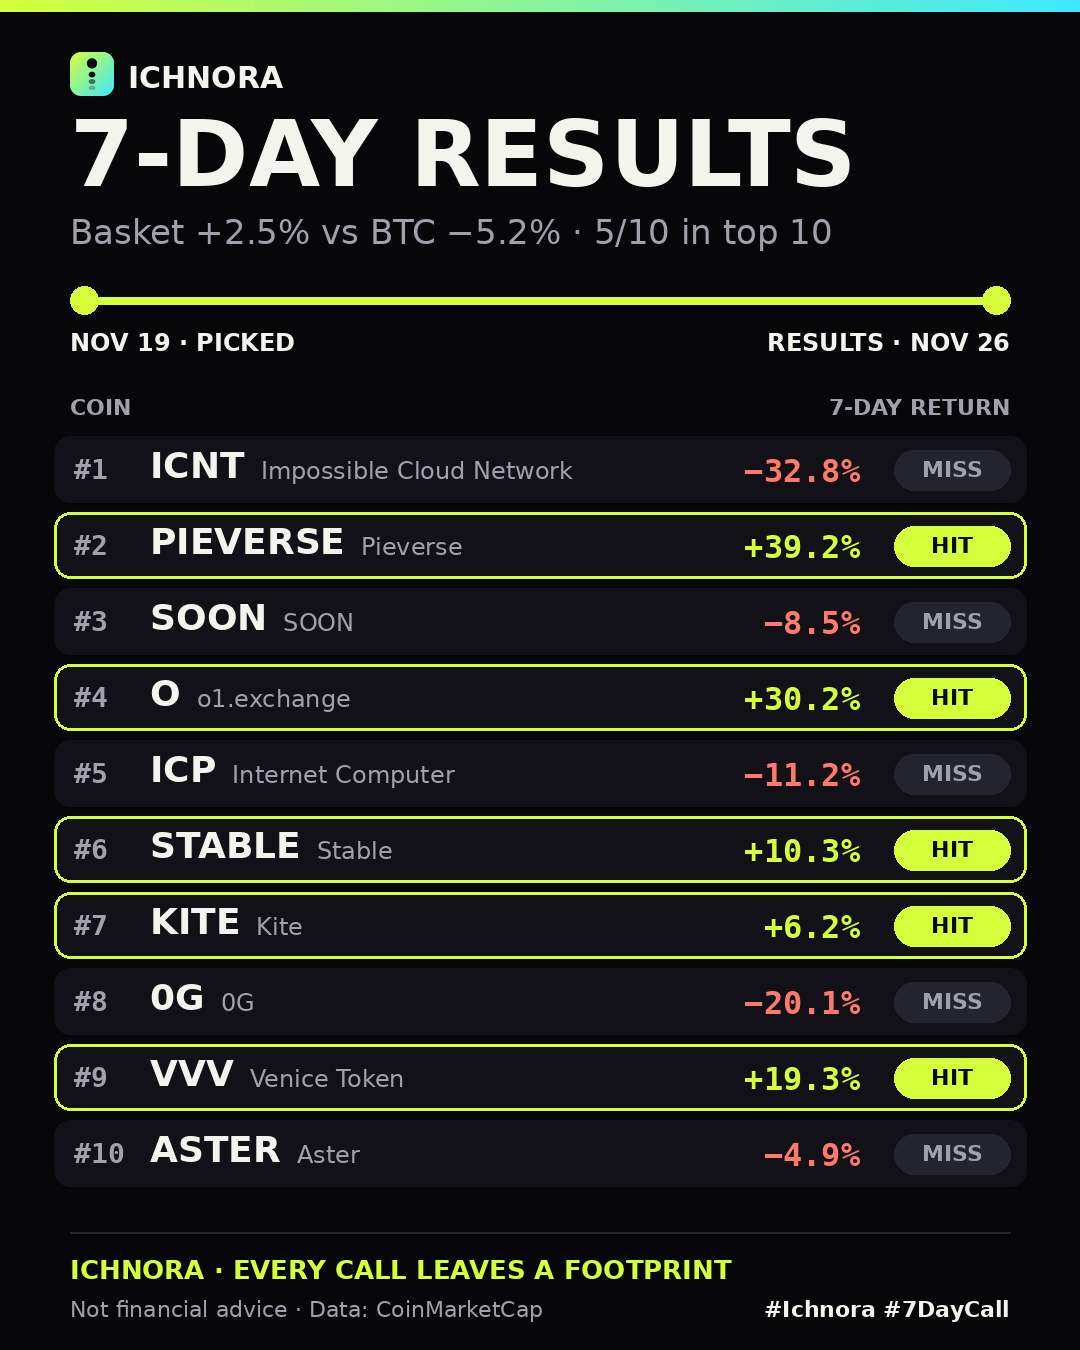 ICHNORA
7-DAY RESULTS
Basket +2.5% vs BTC −5.2% · 5/10 in top 10
NOV 19 · PICKED RESULTS · NOV 26
COIN 7-DAY RETURN
#1 ICNT Impossible Cloud Network −32.8% MISS
#2 PIEVERSE Pieverse +39.2% HIT
#3 SOON SOON −8.5% MISS
#4 O o1.exchange +30.2% HIT
#5 ICP Internet Computer −11.2% MISS
#6 STABLE Stable +10.3% HIT
#7 KITE Kite +6.2% HIT
#8 0G 0G −20.1% MISS
#9 VVV Venice Token +19.3% HIT
#10 ASTER Aster −4.9% MISS
ICHNORA · EVERY CALL LEAVES A FOOTPRINT
Not financial advice · Data: CoinMarketCap #Ichnora #7DayCall